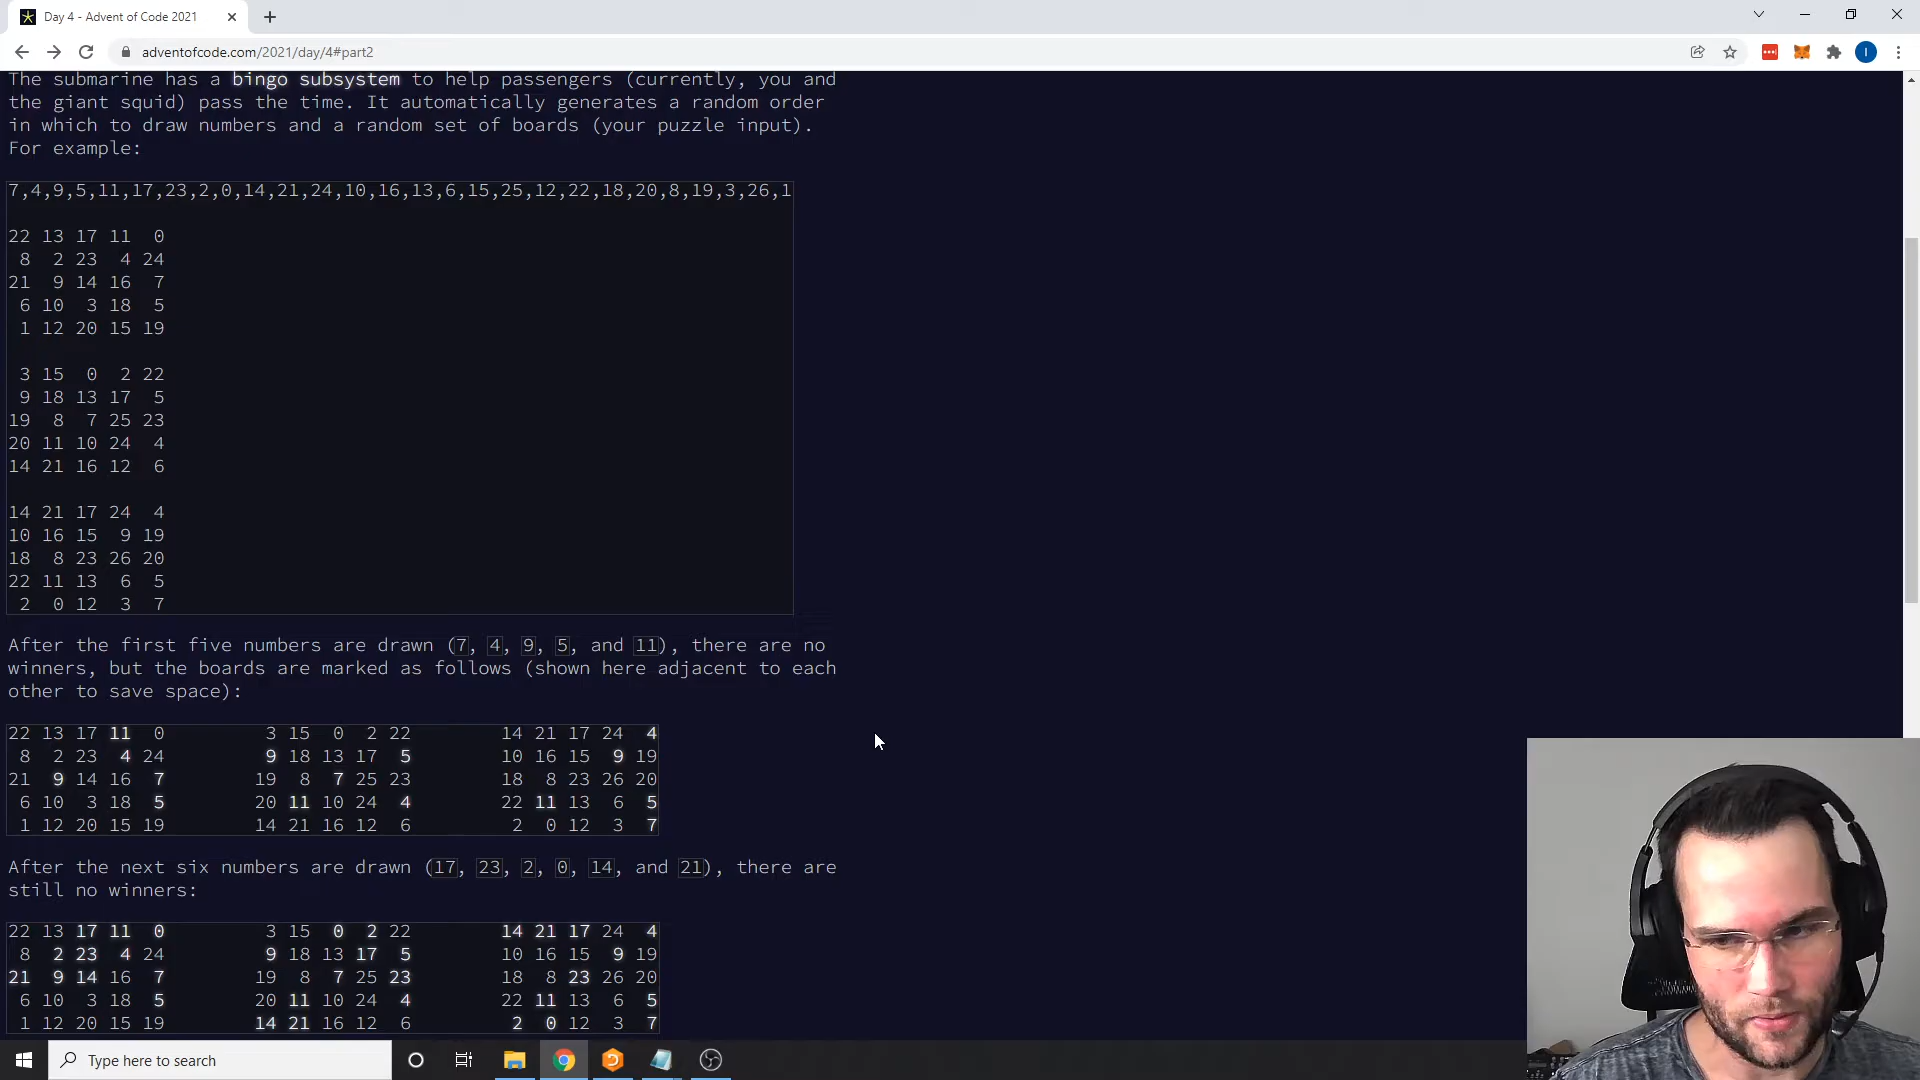 Day 4 - Advent of Code 2021
adventofcode.com/2021/day/4#part2
I
The submarine has a bingo subsystem to help passengers (currently, you and
the giant squid) pass the time. It automatically generates a random order
in which to draw numbers and a random set of boards (your puzzle input).
For example:
7,4,9,5,11,17,23,2,0,14,21,24,10,16,13,6,15,25,12,22,18,20,8,19,3,26,1
22 13 17 11 0
8 2 23 4 24
21 9 14 16 7
6 10 3 18 5
1 12 20 15 19
3 15 0 2 22
9 18 13 17 5
19 8 7 25 23
20 11 10 24 4
14 21 16 12 6
14 21 17 24 4
10 16 15 9 19
18 8 23 26 20
22 11 13 6 5
2 0 12 3 7
After the first five numbers are drawn (7, 4, 9, 5, and 11), there are no
winners, but the boards are marked as follows (shown here adjacent to each
other to save space):
22 13 17 11 0 3 15 0 2 22 14 21 17 24 4
8 2 23 4 24 9 18 13 17 5 10 16 15 9 19
21 9 14 16 7 19 8 7 25 23 18 8 23 26 20
6 10 3 18 5 20 11 10 24 4 22 11 13 6 5
1 12 20 15 19 14 21 16 12 6 2 0 12 3 7
After the next six numbers are drawn (17, 23, 2, 0, 14, and 21), there are
still no winners:
22 13 17 11 0 3 15 0 2 22 14 21 17 24 4
8 2 23 4 24 9 18 13 17 5 10 16 15 9 19
21 9 14 16 7 19 8 7 25 23 18 8 23 26 20
6 10 3 18 5 20 11 10 24 4 22 11 13 6 5
1 12 20 15 19 14 21 16 12 6 2 0 12 3 7
Type here to search